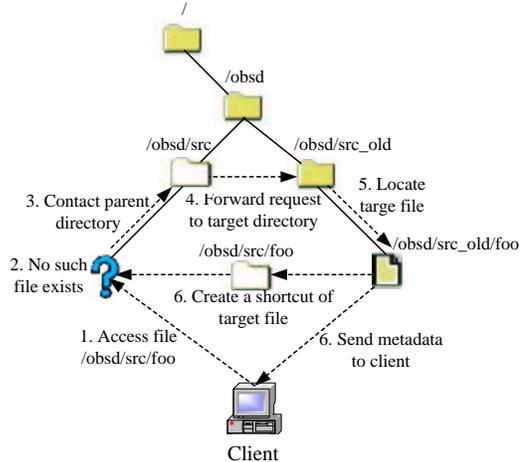 /
/obsd
/obsd/src
/obsd/src_old
3. Contact parent
directory
4. Forward request
to target directory
5. Locate
targe file
/obsd/src/foo
/obsd/src_old/foo
2. No such
file exists
6. Create a shortcut of
target file
1. Access file
/obsd/src/foo
6. Send metadata
to client
Client